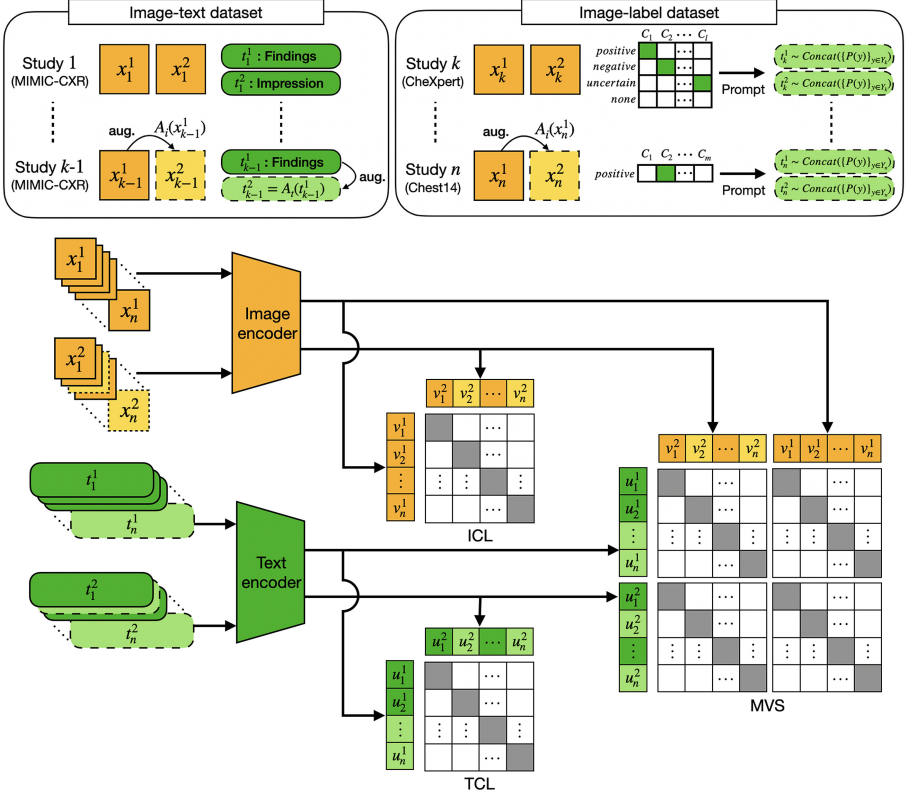 Image-text dataset
Study 1
(MIMIC-CXR)
x_1^1 x_1^2
t_1^1 : Findings
t_1^2 : Impression
aug. A_i(x_{k-1}^1)
Study k-1
(MIMIC-CXR)
x_{k-1}^1 x_{k-1}^2
t_{k-1}^1 : Findings
t_{k-1}^2 = A_i(t_{k-1}^1)
aug.
Image-label dataset
Study k
(CheXpert)
x_k^1 x_k^2
C_1 C_2 ⋯ C_l
positive
negative
uncertain
none
Prompt
t_k^1 ~ Concat({P(y)}_{y∈Y_k})
t_k^2 ~ Concat({P(y)}_{y∈Y_k})
aug. A_i(x_n^1)
Study n
(Chest14)
x_n^1 x_n^2
C_1 C_2 ⋯ C_m
positive
Prompt
t_n^1 ~ Concat({P(y)}_{y∈Y_k})
t_n^2 ~ Concat({P(y)}_{y∈Y_k})
x_1^1
x_n^1
x_1^2
x_n^2
Image
encoder
v_1^2 v_2^2 ⋯ v_n^2
v_1^1
v_2^1
⋮
v_n^1
⋯
⋮ ⋮ ⋮
⋯
ICL
t_1^1
t_n^1
t_1^2
t_n^2
Text
encoder
u_1^2 u_2^2 ⋯ u_n^2
u_1^1
u_2^1
⋮
u_n^1
⋯
⋮ ⋮ ⋮
⋯
TCL
v_1^2 v_2^2 ⋯ v_n^2 v_1^1 v_2^1 ⋯ v_n^1
u_1^1
u_2^1
⋮
u_n^1
⋯ ⋯
⋮ ⋮ ⋮ ⋮ ⋮ ⋮
⋯ ⋯
u_1^2
u_2^2
⋮
u_n^2
⋯ ⋯
⋮ ⋮ ⋮ ⋮ ⋮ ⋮
⋯ ⋯
MVS